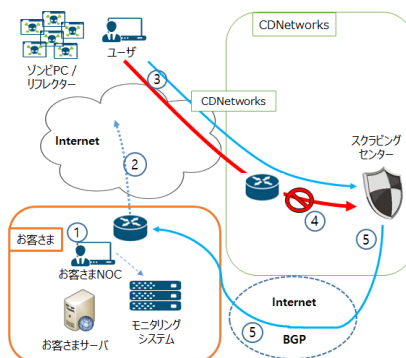 CDNetworks
ゾンビPC /
リフレクター
ユーザ
③
CDNetworks
Internet
②
スクラビング
センター
④
⑤
お客さま
①
お客さまNOC
モニタリング
システム
お客さまサーバ
Internet
⑤
BGP